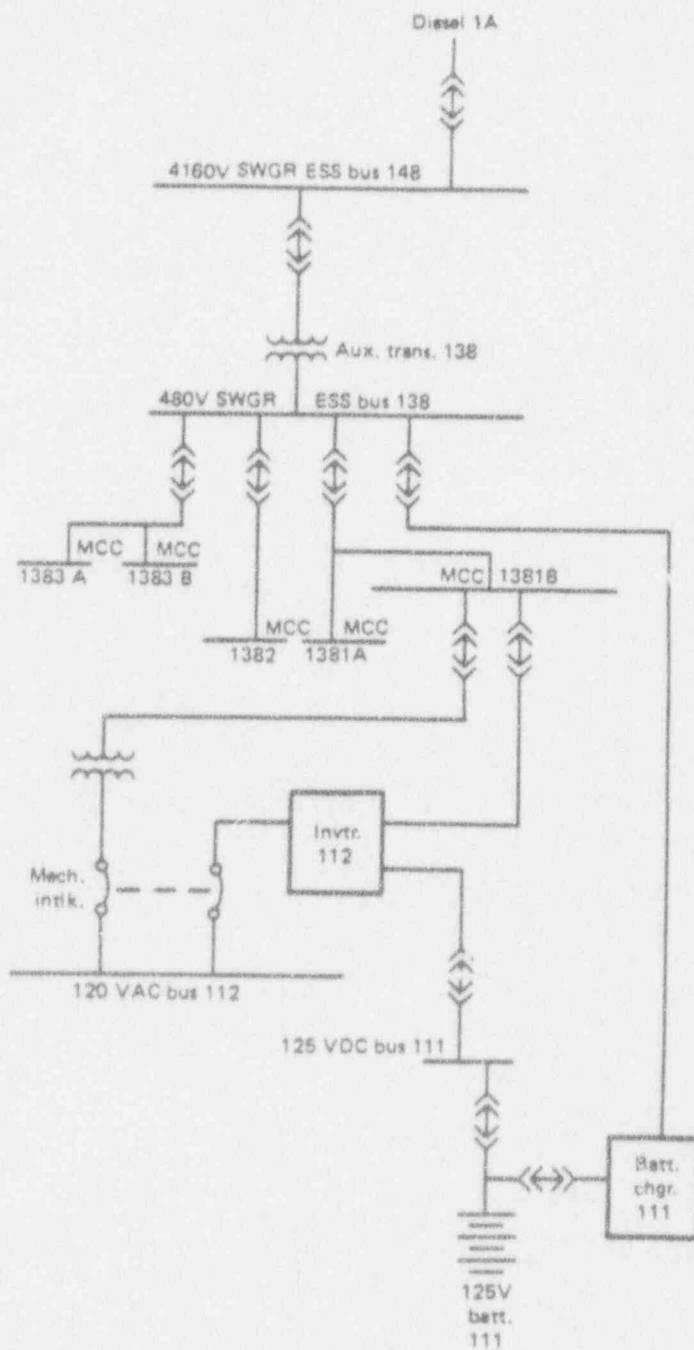 Diesel 1A
4160V SWGR ESS bus 148
Aux. trans. 138
480V SWGR ESS bus 138
MCC MCC
1383 A 1383 B
MCC 1381B
MCC MCC
1382 1381A
Invtr.
112
Mech.
intlk.
120 VAC bus 112
125 VDC bus 111
Batt.
chgr.
111
125V
batt.
111